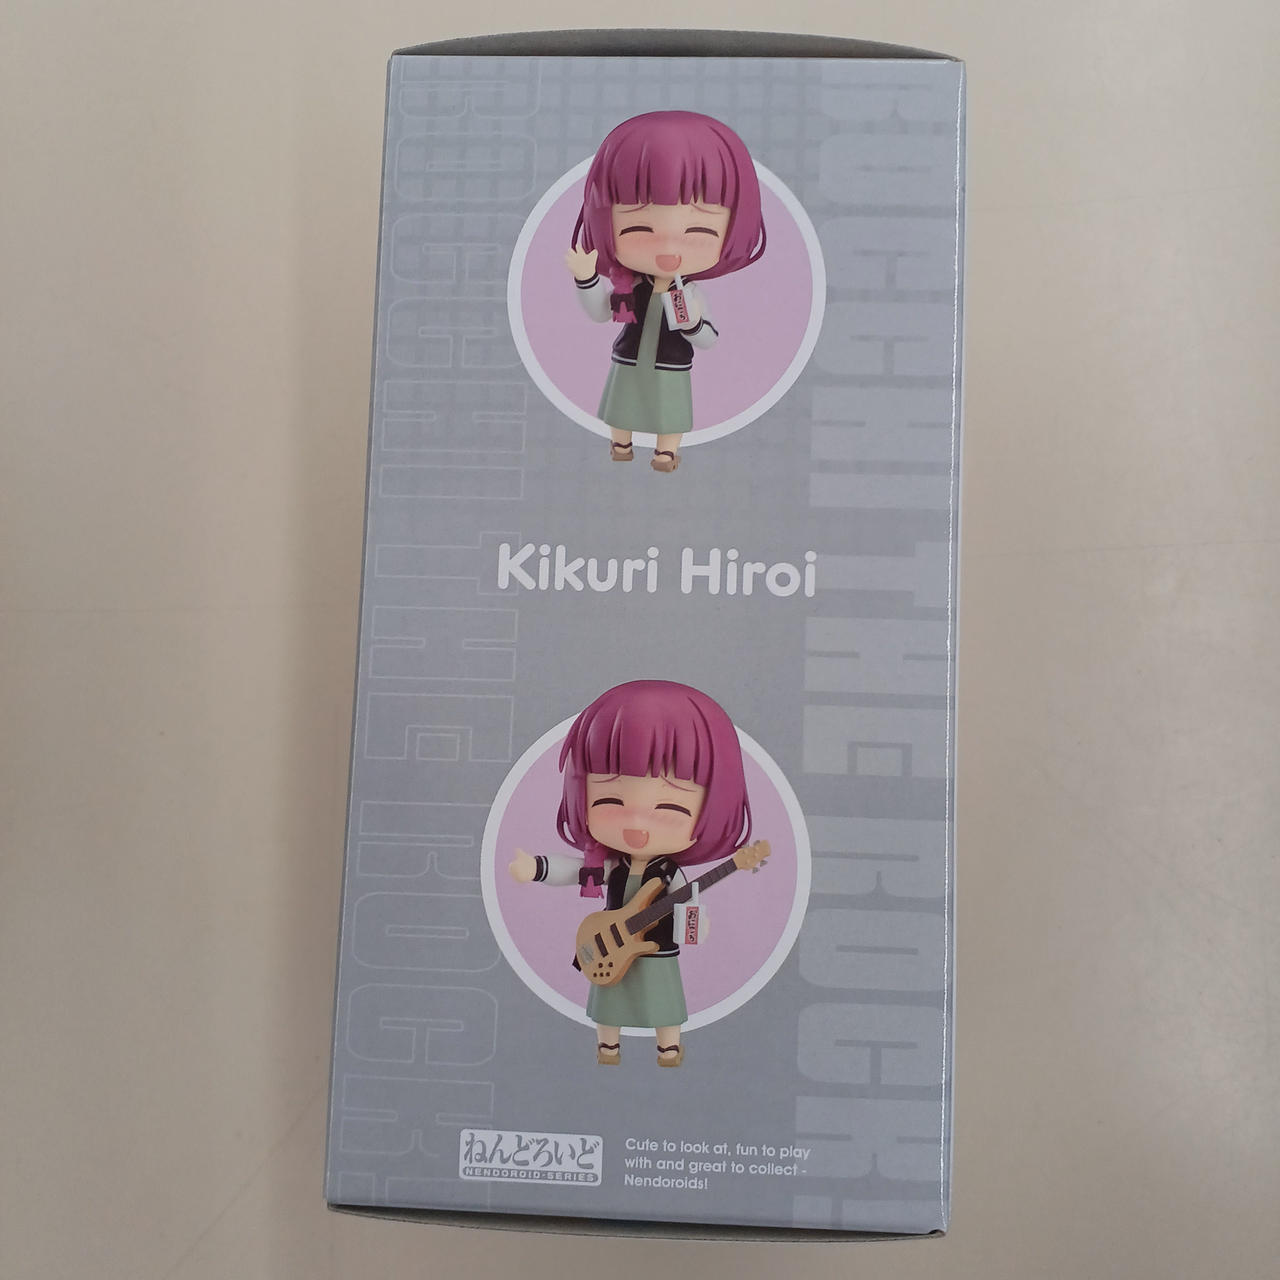 BOCCHI THE ROCK!
BOCCHI THE ROCK!
Kikuri Hiroi
ねんどろいど
NENDOROID-SERIES
Cute to look at, fun to play
with and great to collect -
Nendoroids!